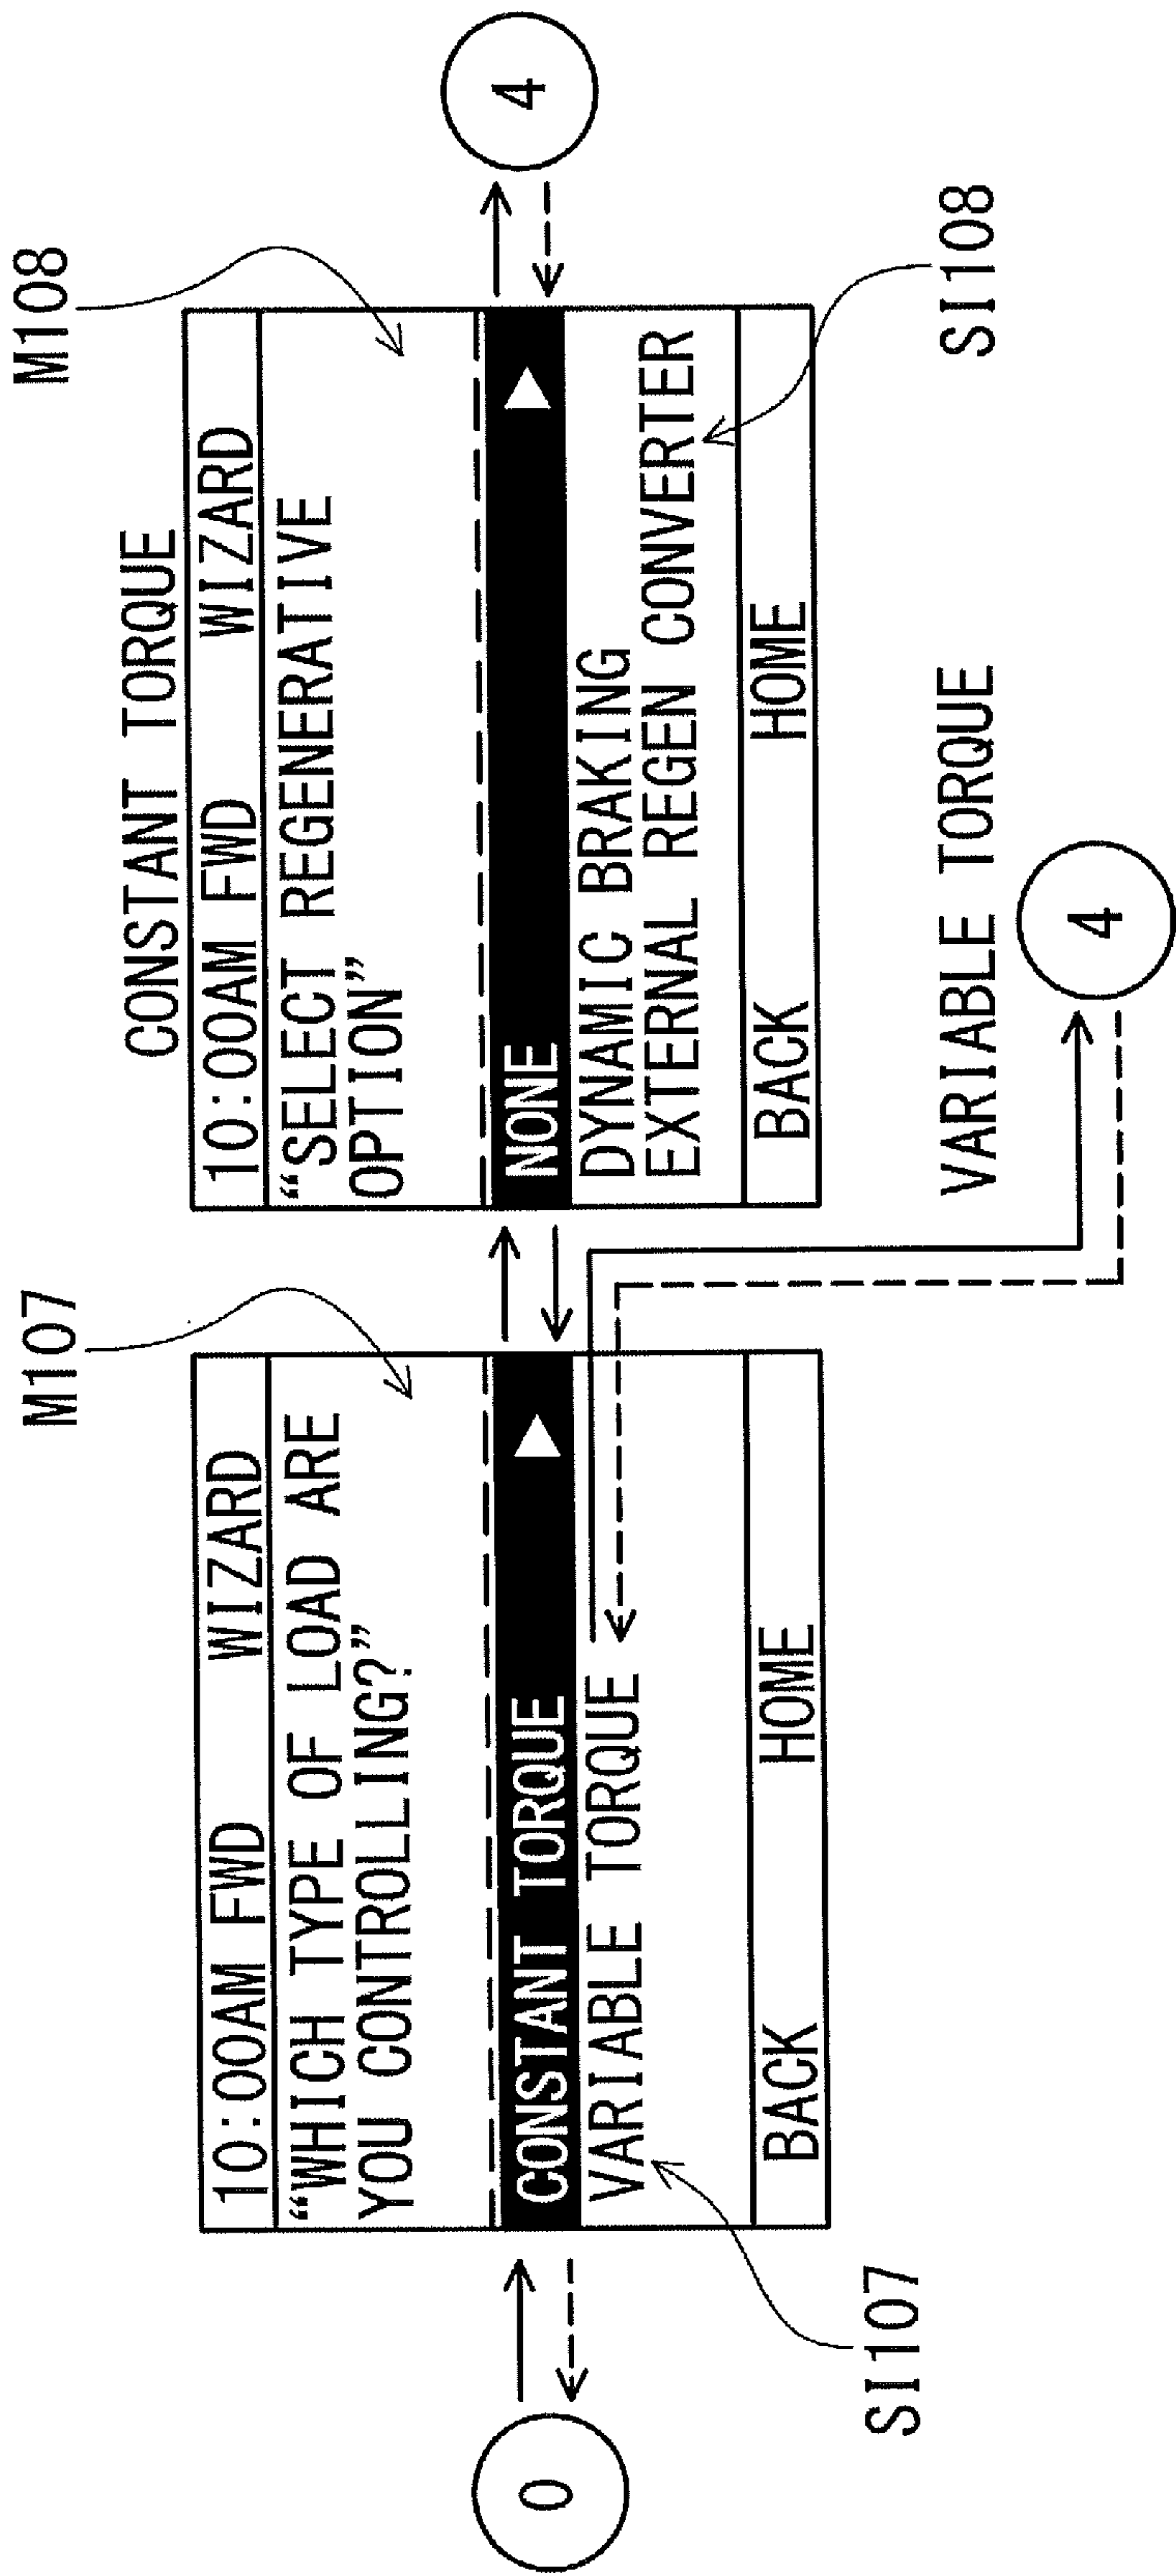 0
M107
10:00AM FWD WIZARD
“WHICH TYPE OF LOAD ARE
YOU CONTROLLING?”
CONSTANT TORQUE
VARIABLE TORQUE
BACK HOME
SI107
M108
CONSTANT TORQUE
10:00AM FWD WIZARD
“SELECT REGENERATIVE
OPTION”
NONE
DYNAMIC BRAKING
EXTERNAL REGEN CONVERTER
BACK HOME
SI108
4
VARIABLE TORQUE
4